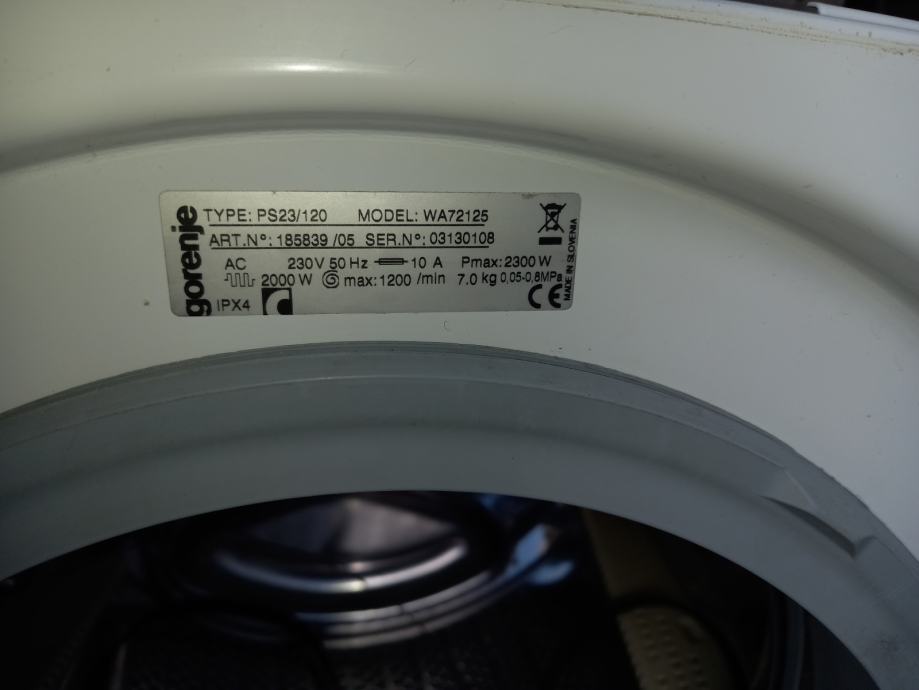 gorenje
TYPE: PS23/120 MODEL: WA72125
ART.N°: 185839 /05 SER.N°: 03130108
AC 230V 50 Hz 10 A Pmax: 2300 W
2000 W max: 1200 /min 7.0 kg 0,05-0,8MPa
IPX4 CE
MADE IN SLOVENIA